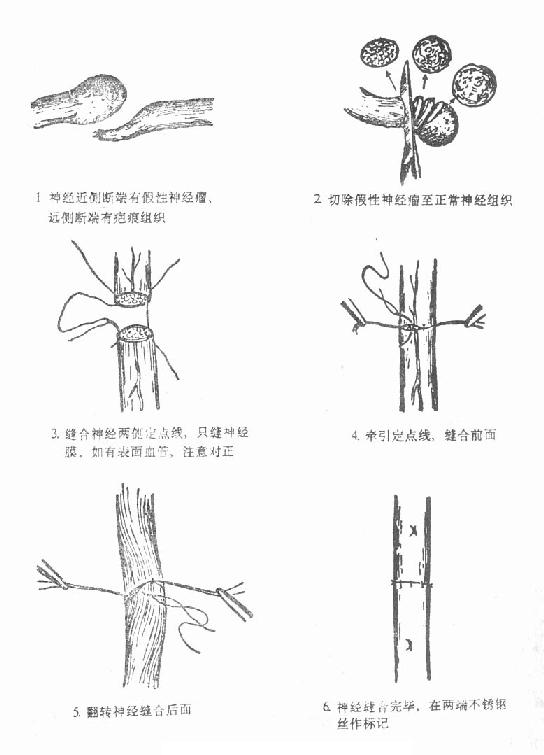 1 神经近侧断端有假性神经瘤、
远侧断端有疤痕组织
2. 切除假性神经瘤至正常神经组织
3. 缝合神经两侧定点线，只缝神经
膜，如有表面血管，注意对正
4. 牵引定点线，缝合前面
5. 翻转神经缝合后面
6. 神经缝合完毕，在两端不锈钢
丝作标记